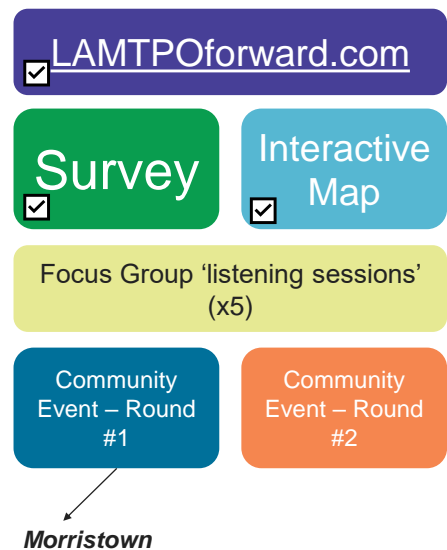 LAMTPOforward.com
Survey
Interactive
Map
Focus Group ‘listening sessions’
(x5)
Community
Event – Round
#1
Community
Event – Round
#2
Morristown